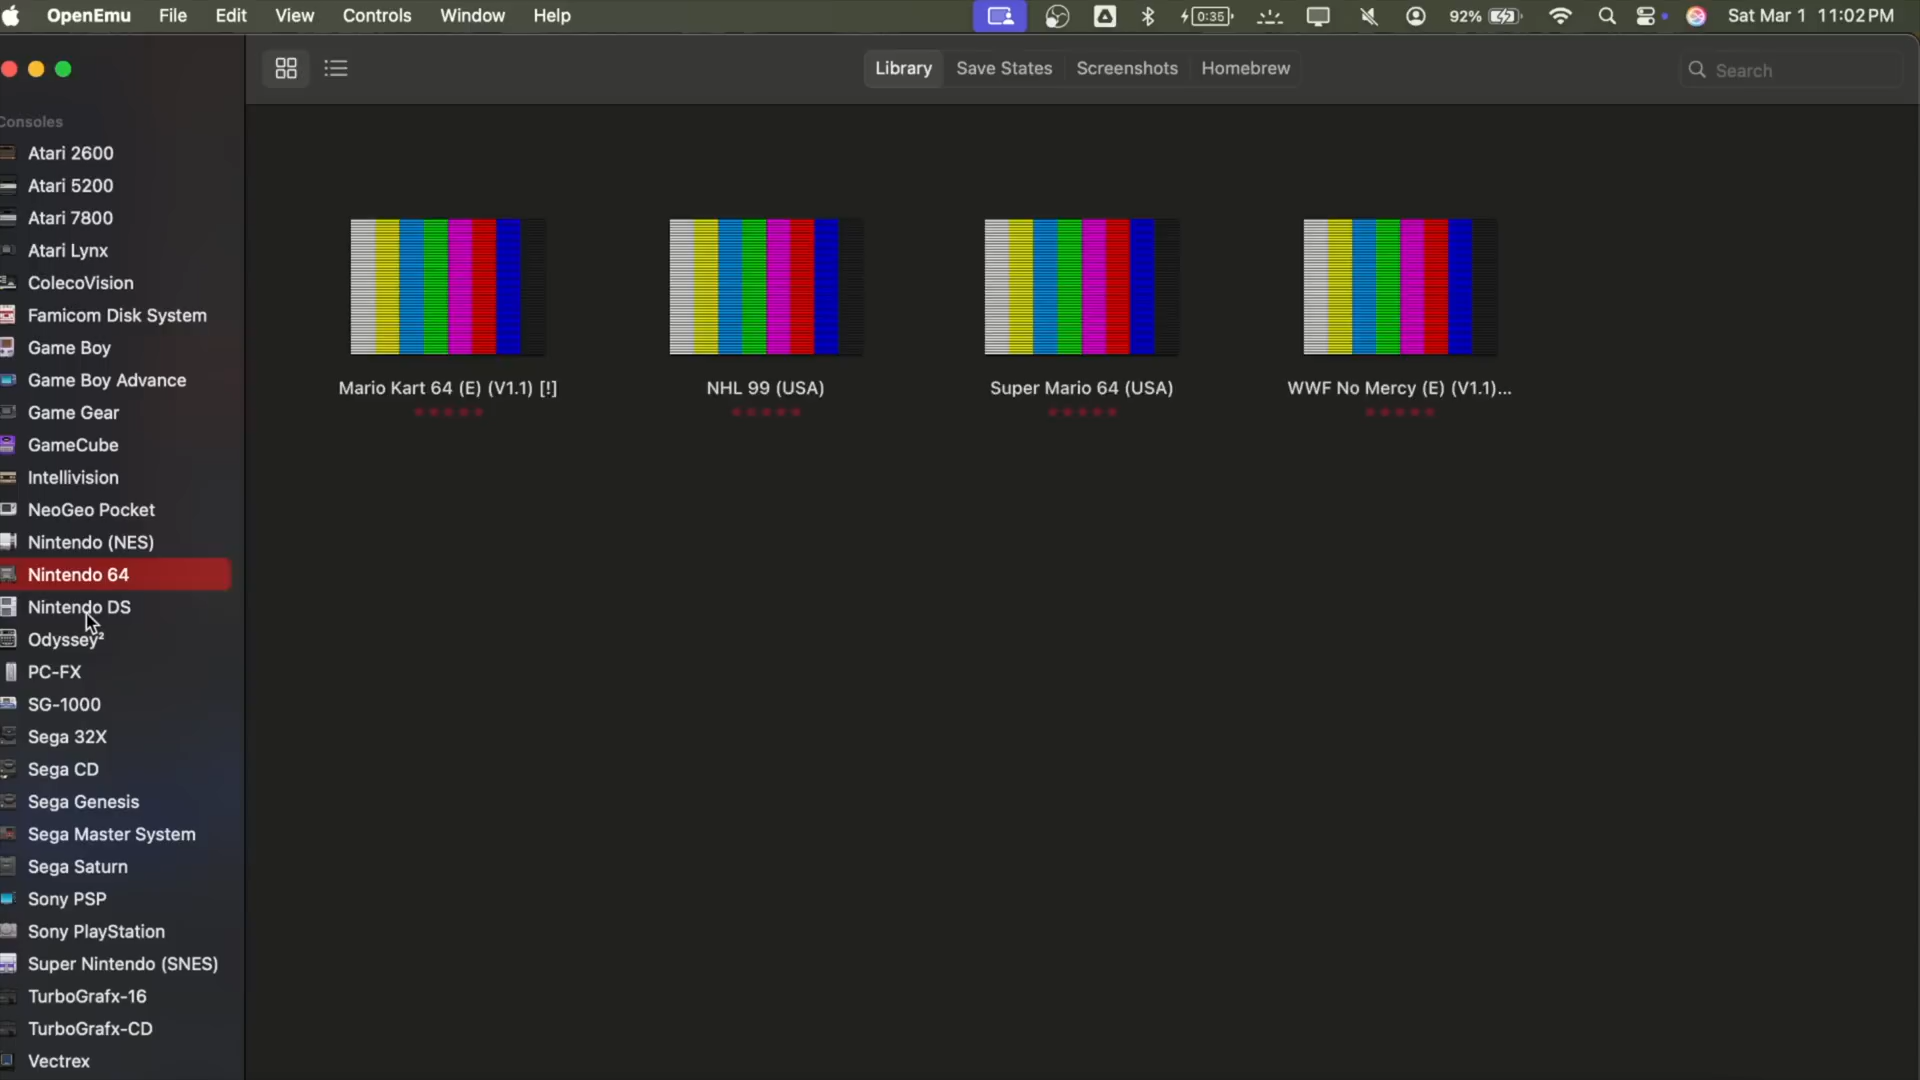 OpenEmu File Edit View Controls Window Help 0:35 92% Sat Mar 1 11:02 PM
Library Save States Screenshots Homebrew Search
Consoles
Atari 2600
Atari 5200
Atari 7800
Atari Lynx
ColecoVision
Famicom Disk System
Game Boy
Game Boy Advance
Game Gear
GameCube
Intellivision
NeoGeo Pocket
Nintendo (NES)
Nintendo 64
Nintendo DS
Odyssey²
PC-FX
SG-1000
Sega 32X
Sega CD
Sega Genesis
Sega Master System
Sega Saturn
Sony PSP
Sony PlayStation
Super Nintendo (SNES)
TurboGrafx-16
TurboGrafx-CD
Vectrex
Mario Kart 64 (E) (V1.1) [!]
NHL 99 (USA)
Super Mario 64 (USA)
WWF No Mercy (E) (V1.1)...